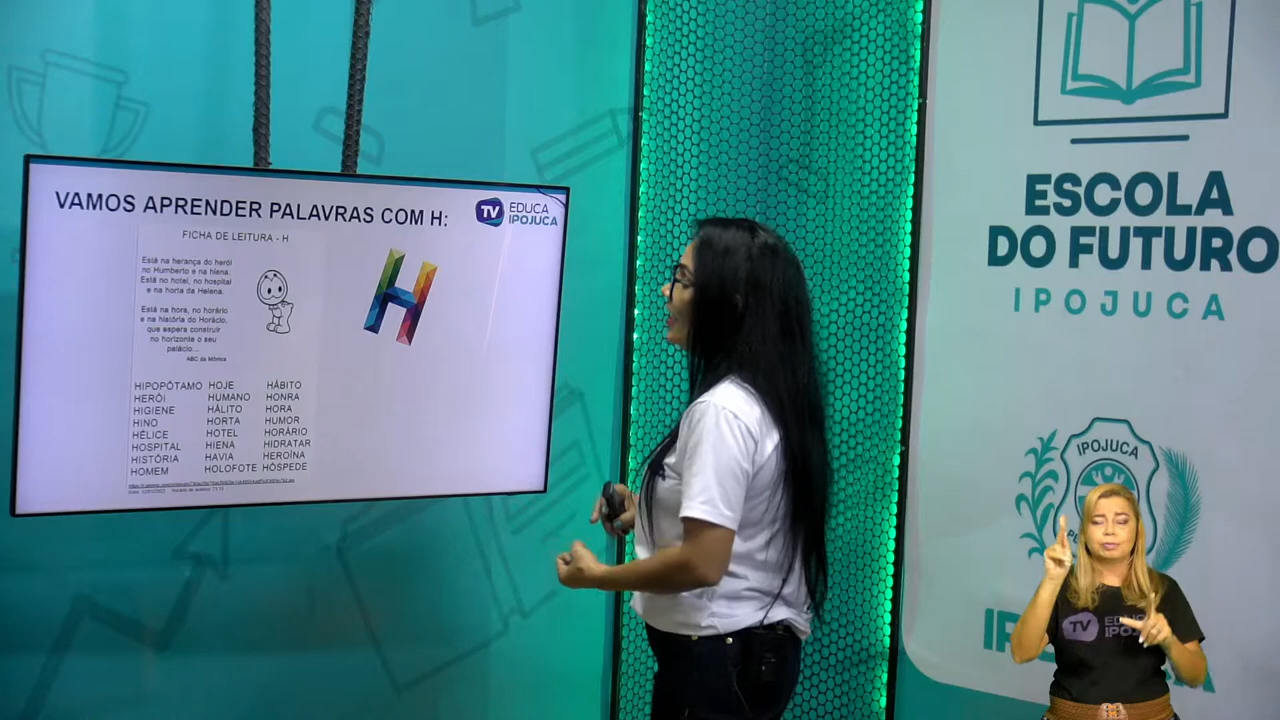 VAMOS APRENDER PALAVRAS COM H:
TV EDUCA
IPOJUCA
FICHA DE LEITURA - H
Está na herança do herói
no Humberto e na hiena.
Está no hotel, no hospital
e na horta da Helena.
Está na hora, no horário
e na história do Horácio,
que espera construir
no horizonte o seu
palácio...
ABC da Mônica
H
HIPOPÓTAMO HOJE HÁBITO
HERÓI HUMANO HONRA
HIGIENE HÁLITO HORA
HINO HORTA HUMOR
HÉLICE HOTEL HORÁRIO
HOSPITAL HIENA HIDRATAR
HISTÓRIA HAVIA HEROÍNA
HOMEM HOLOFOTE HÓSPEDE
ESCOLA
DO FUTURO
IPOJUCA
IPOJUCA
TV